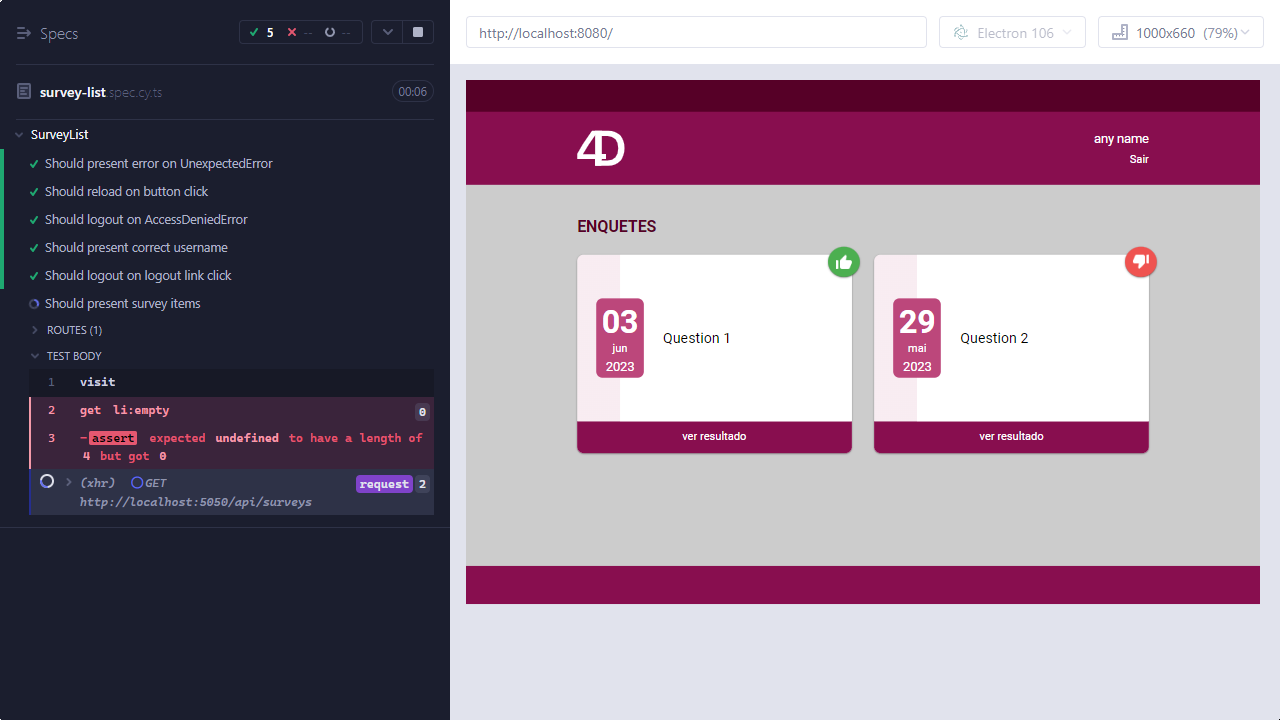 Specs
5
--
--
survey-list spec.cy.ts
00:06
SurveyList
Should present error on UnexpectedError
Should reload on button click
Should logout on AccessDeniedError
Should present correct username
Should logout on logout link click
Should present survey items
ROUTES (1)
TEST BODY
1 visit
2 get li:empty 0
3 -assert expected undefined to have a length of
4 but got 0
(xhr) GET request 2
http://localhost:5050/api/surveys
http://localhost:8080/
Electron 106
1000x660 (79%)
4D
any name
Sair
ENQUETES
03
jun
2023
Question 1
ver resultado
29
mai
2023
Question 2
ver resultado